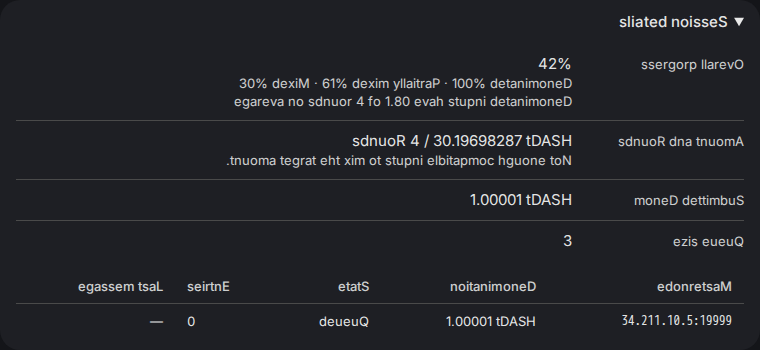 sliated noisseS ▼
ssergorp llarevO
42%
30% dexiM · 61% dexim yllaitraP · 100% detanimoneD
egareva no sdnuor 4 fo 1.80 evah stupni detanimoneD
sdnuoR dna tnuomA
sdnuoR 4 / 30.19698287 tDASH
.tnuoma tegrat eht xim ot stupni elbitapmoc hguone toN
moneD dettimbuS
1.00001 tDASH
ezis eueuQ
3
edonretsaM
noitanimoneD
etatS
seirtnE
egassem tsaL
34.211.10.5:19999
1.00001 tDASH
deueuQ
0
—